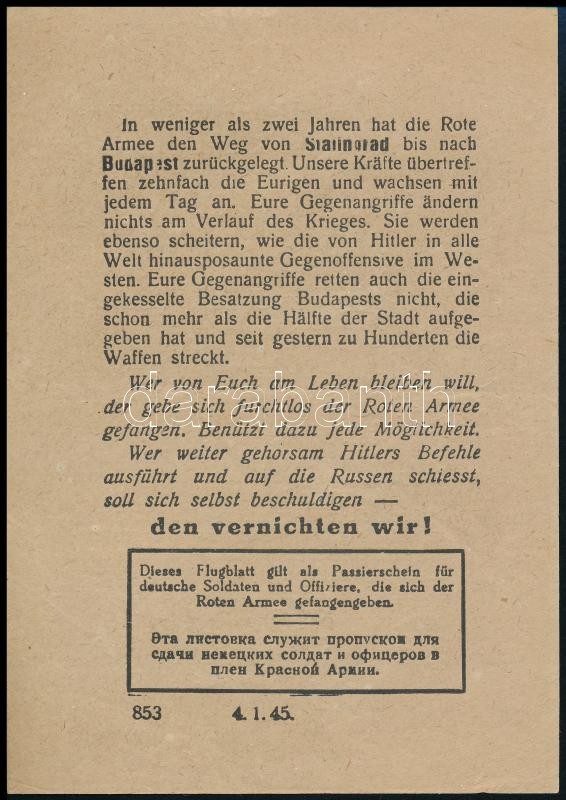 In weniger als zwei Jahren hat die Rote
Armee den Weg von Stalingrad bis nach
Budapest zurückgelegt. Unsere Kräfte übertref-
fen zehnfach die Eurigen und wachsen mit
jedem Tag an. Eure Gegenangriffe ändern
nichts am Verlauf des Krieges. Sie werden
ebenso scheitern, wie die von Hitler in alle
Welt hinausposaunte Gegenoffensive im We-
sten. Eure Gegenangriffe retten auch die ein-
gekesselte Besatzung Budapests nicht, die
schon mehr als die Hälfte der Stadt aufge-
geben hat und seit gestern zu Hunderten die
Waffen streckt.
Wer von Euch am Leben bleiben will,
der gebe sich furchtlos der Roten Armee
gefangen. Benützt dazu jede Möglichkeit.
Wer weiter gehorsam Hitlers Befehle
ausführt und auf die Russen schiesst,
soll sich selbst beschuldigen —
den vernichten wir!
Dieses Flugblatt gilt als Passierschein für
deutsche Soldaten und Offiziere, die sich der
Roten Armee gefangengeben.
Эта листовка служит пропуском для
сдачи немецких солдат и офицеров в
плен Красной Армии.
853 4. 1. 45.
darabanth